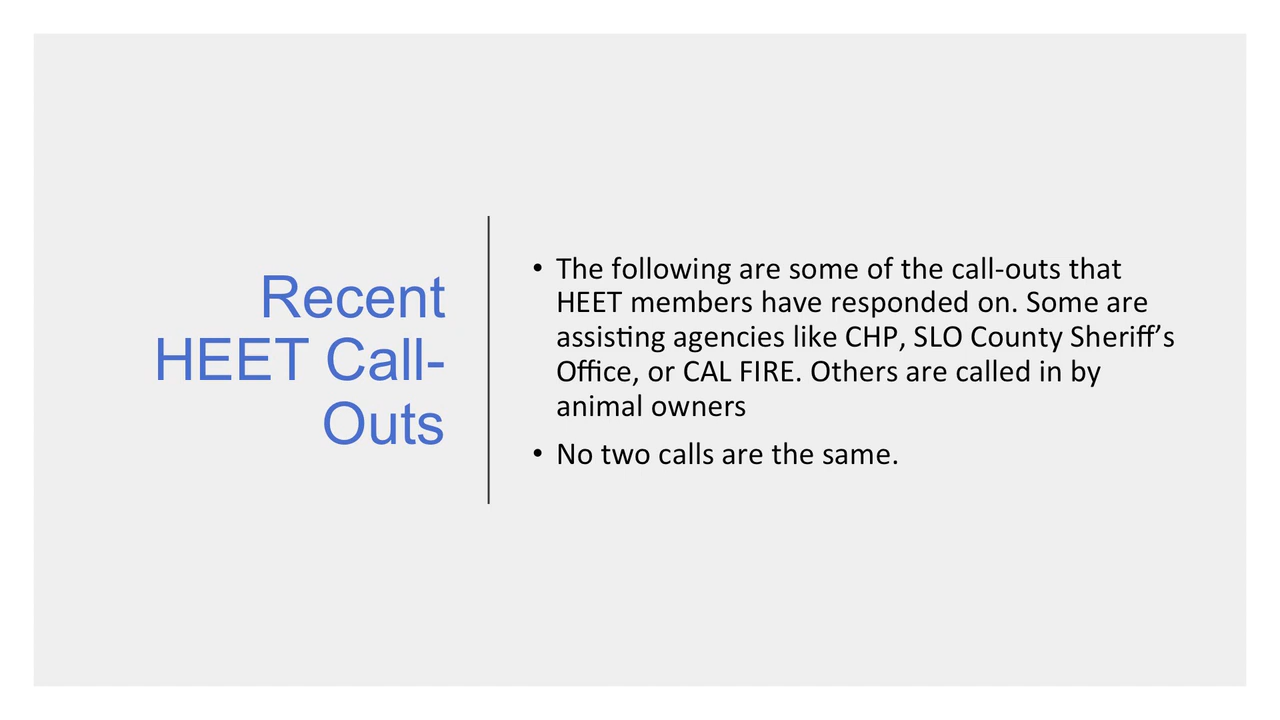 Recent
HEET Call-
Outs
• The following are some of the call-outs that
HEET members have responded on. Some are
assisting agencies like CHP, SLO County Sheriff’s
Office, or CAL FIRE. Others are called in by
animal owners
• No two calls are the same.